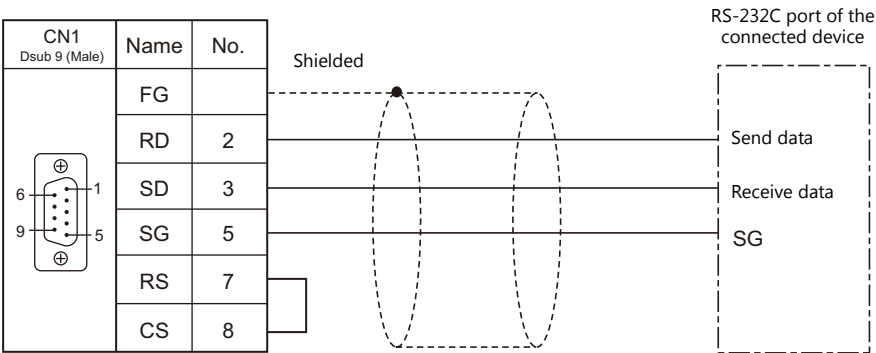 RS-232C port of the
connected device
CN1
Dsub 9 (Male)
Name
No.
Shielded
FG
RD
2
Send data
SD
3
Receive data
SG
5
SG
RS
7
CS
8
6
1
9
5